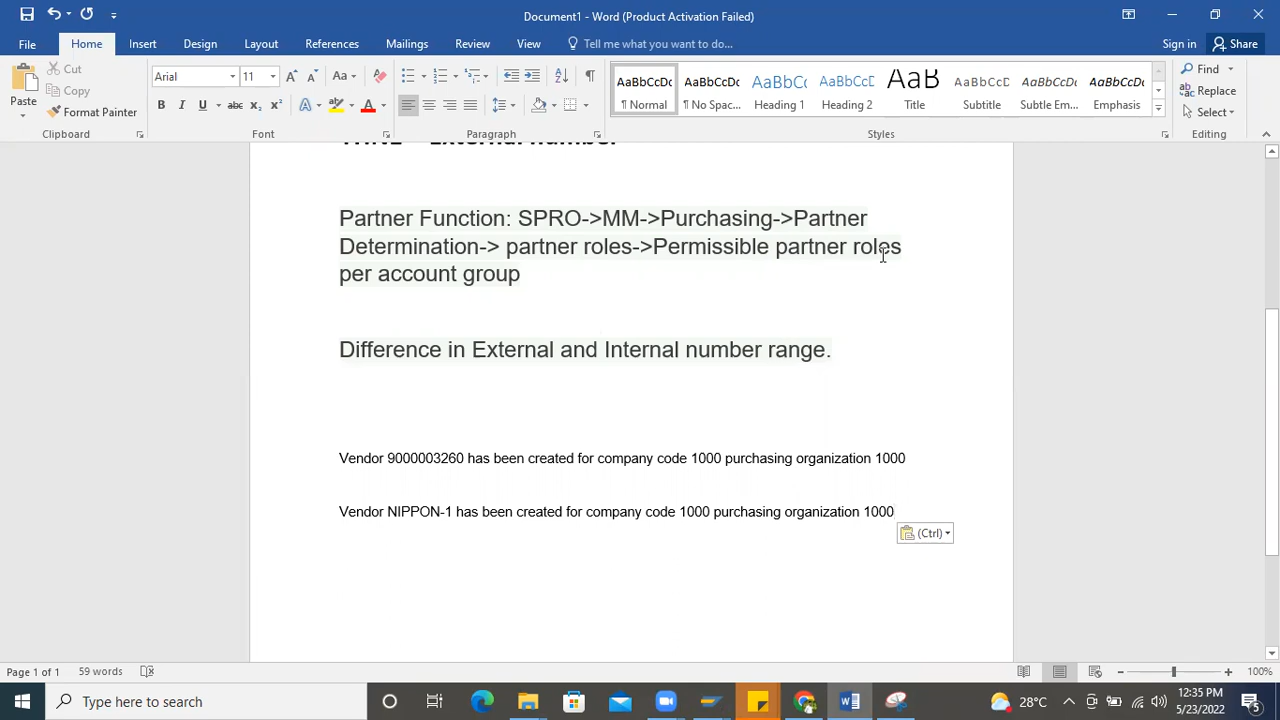 Document1 - Word (Product Activation Failed)
File Home Insert Design Layout References Mailings Review View Tell me what you want to do... Sign in Share
Cut
Copy
Format Painter
Paste
Arial 11
AaBbCcDc AaBbCcDc AaBbCc AaBbCcD AaB AaBbCcD AaBbCcDc AaBbCcDc
¶ Normal ¶ No Spac... Heading 1 Heading 2 Title Subtitle Subtle Em... Emphasis
Find
Replace
Select
Clipboard Font Paragraph Styles Editing
External number
Partner Function: SPRO->MM->Purchasing->Partner
Determination-> partner roles->Permissible partner roles
per account group
Difference in External and Internal number range.
Vendor 9000003260 has been created for company code 1000 purchasing organization 1000
Vendor NIPPON-1 has been created for company code 1000 purchasing organization 1000
(Ctrl)
Page 1 of 1 59 words 100%
Type here to search
28°C
12:35 PM
5/23/2022
5